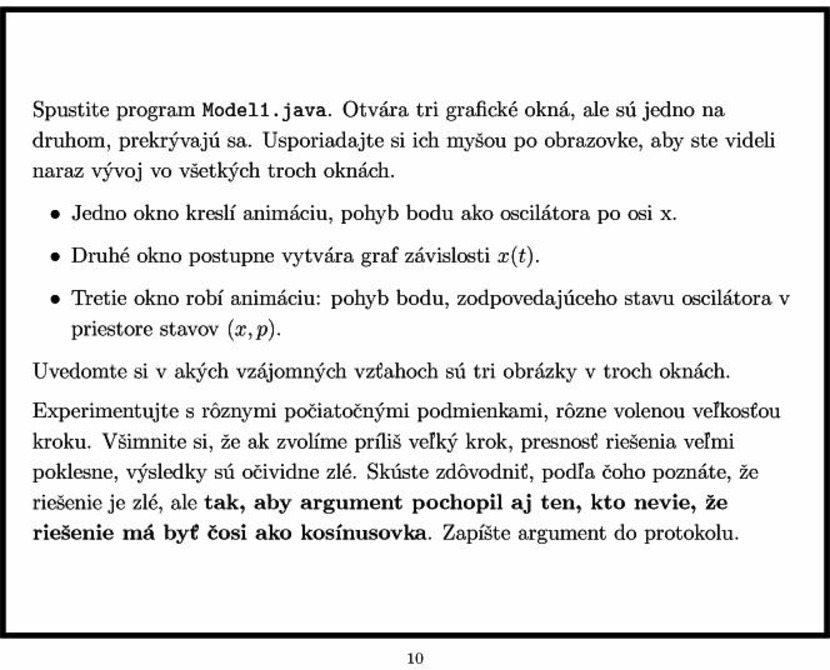 Spustite program Model1.java. Otvára tri grafické okná, ale sú jedno na
druhom, prekrývajú sa. Usporiadajte si ich myšou po obrazovke, aby ste videli
naraz vývoj vo všetkých troch oknách.
• Jedno okno kreslí animáciu, pohyb bodu ako oscilátora po osi x.
• Druhé okno postupne vytvára graf závislosti x(t).
• Tretie okno robí animáciu: pohyb bodu, zodpovedajúceho stavu oscilátora v
priestore stavov (x, p).
Uvedomte si v akých vzájomných vzťahoch sú tri obrázky v troch oknách.
Experimentujte s rôznymi počiatočnými podmienkami, rôzne volenou veľkosťou
kroku. Všimnite si, že ak zvolíme príliš veľký krok, presnosť riešenia veľmi
poklesne, výsledky sú očividne zlé. Skúste zdôvodniť, podľa čoho poznáte, že
riešenie je zlé, ale tak, aby argument pochopil aj ten, kto nevie, že
riešenie má byť čosi ako kosínusovka. Zapíšte argument do protokolu.
10